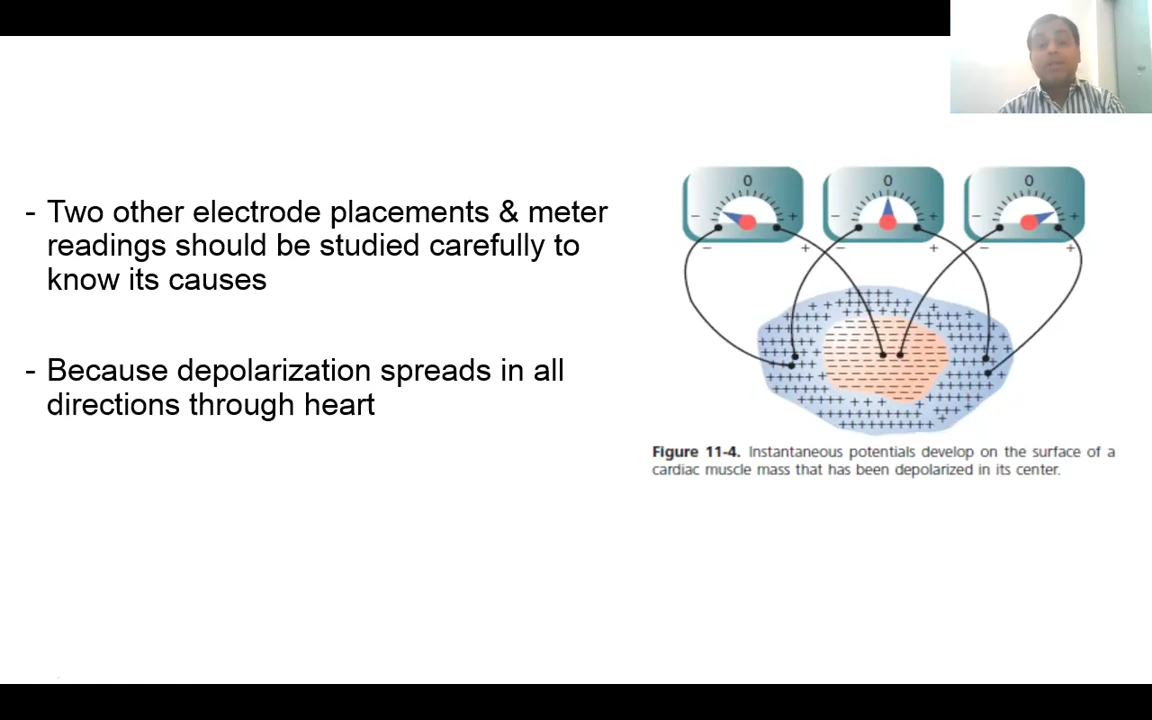 - Two other electrode placements & meter
readings should be studied carefully to
know its causes
- Because depolarization spreads in all
directions through heart
0 0 0
− + − + − +
− + − + − +
Figure 11-4. Instantaneous potentials develop on the surface of a
cardiac muscle mass that has been depolarized in its center.